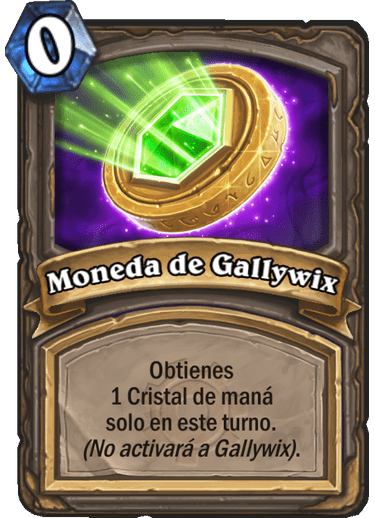 0
Moneda de Gallywix
Obtienes
1 Cristal de maná
solo en este turno.
(No activará a Gallywix).